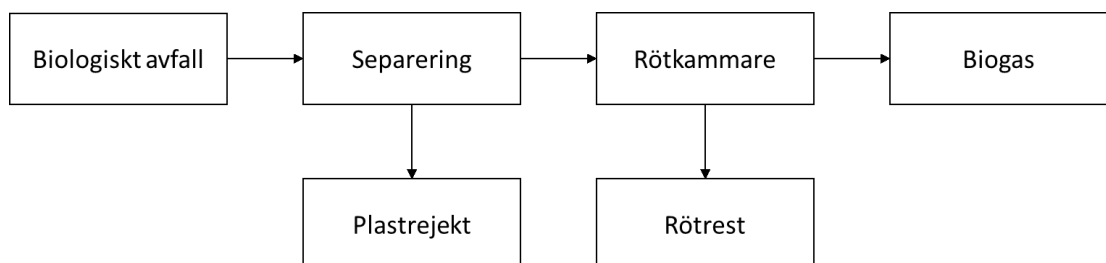 Biologiskt avfall
Separering
Rötkammare
Biogas
Plastrejekt
Rötrest